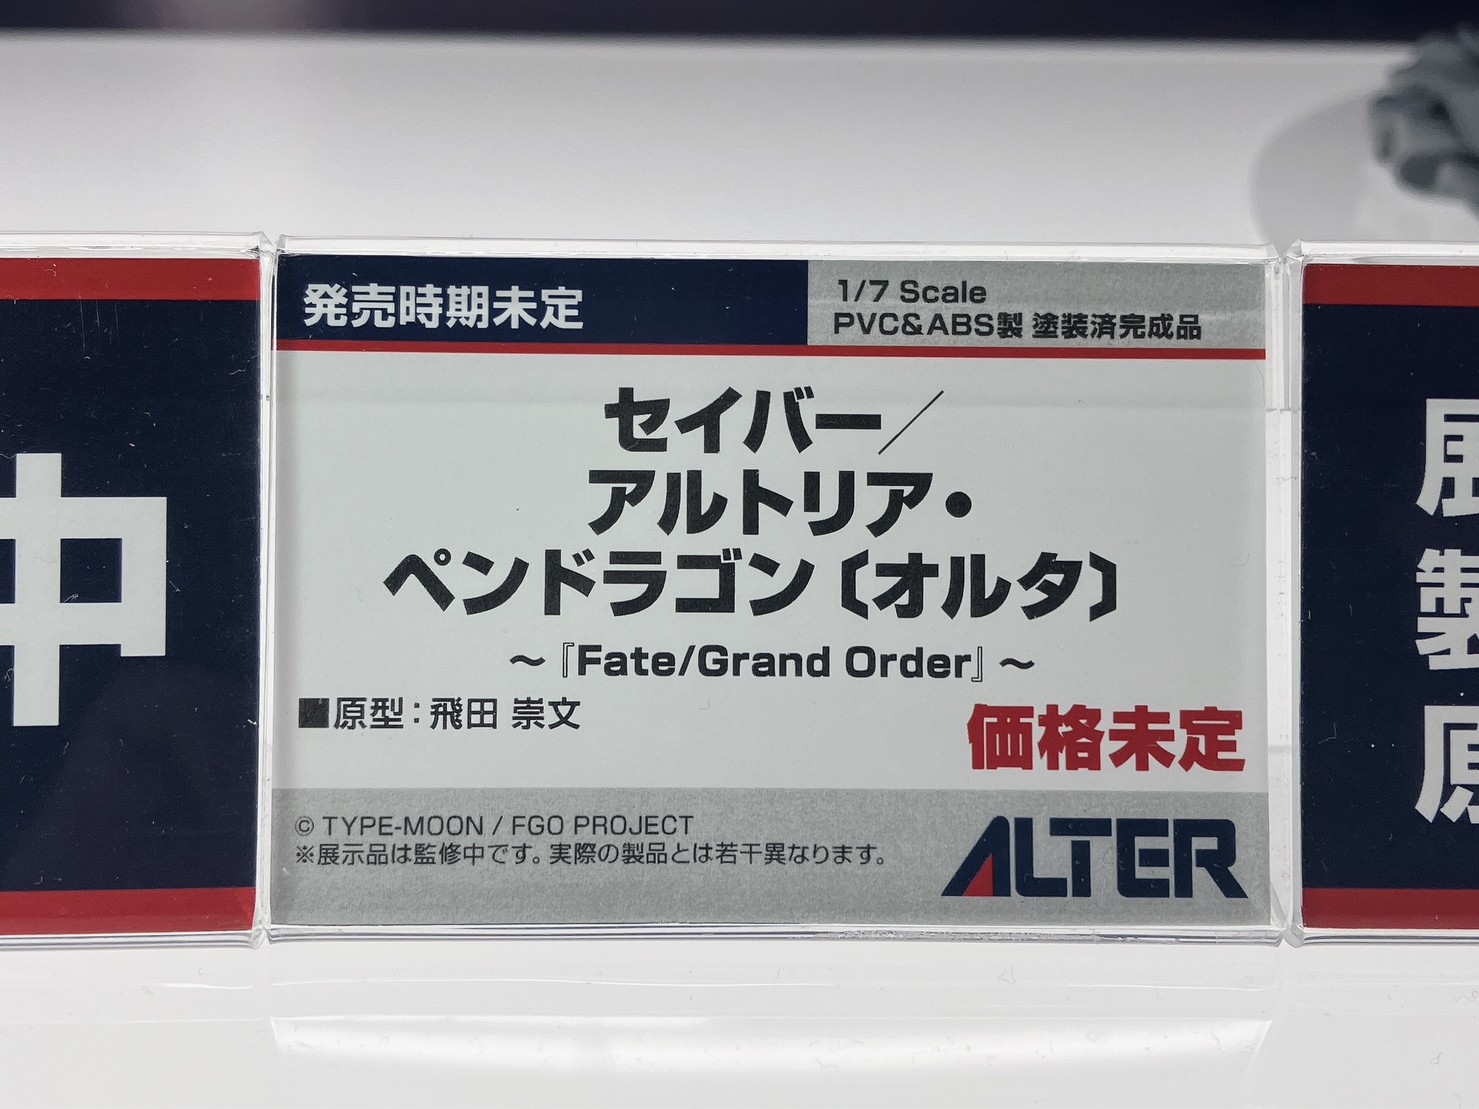 中
発売時期未定
1/7 Scale
PVC&ABS製 塗装済完成品
セイバー／
アルトリア・
ペンドラゴン〔オルタ〕
～『Fate/Grand Order』～
■原型：飛田 崇文
価格未定
© TYPE-MOON / FGO PROJECT
※展示品は監修中です。実際の製品とは若干異なります。
ALTER
製
原